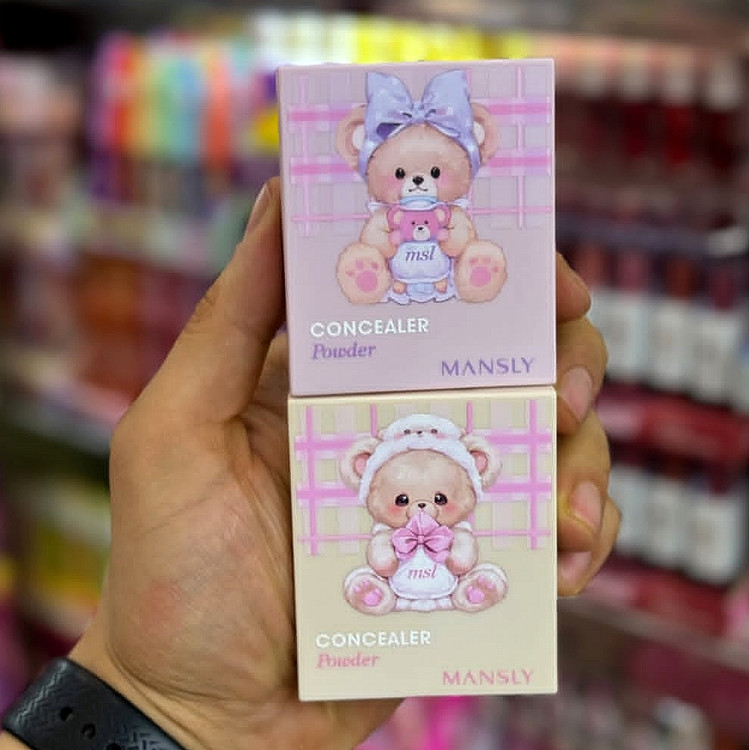 msl
CONCEALER
Powder
MANSLY
msl
CONCEALER
Powder
MANSLY